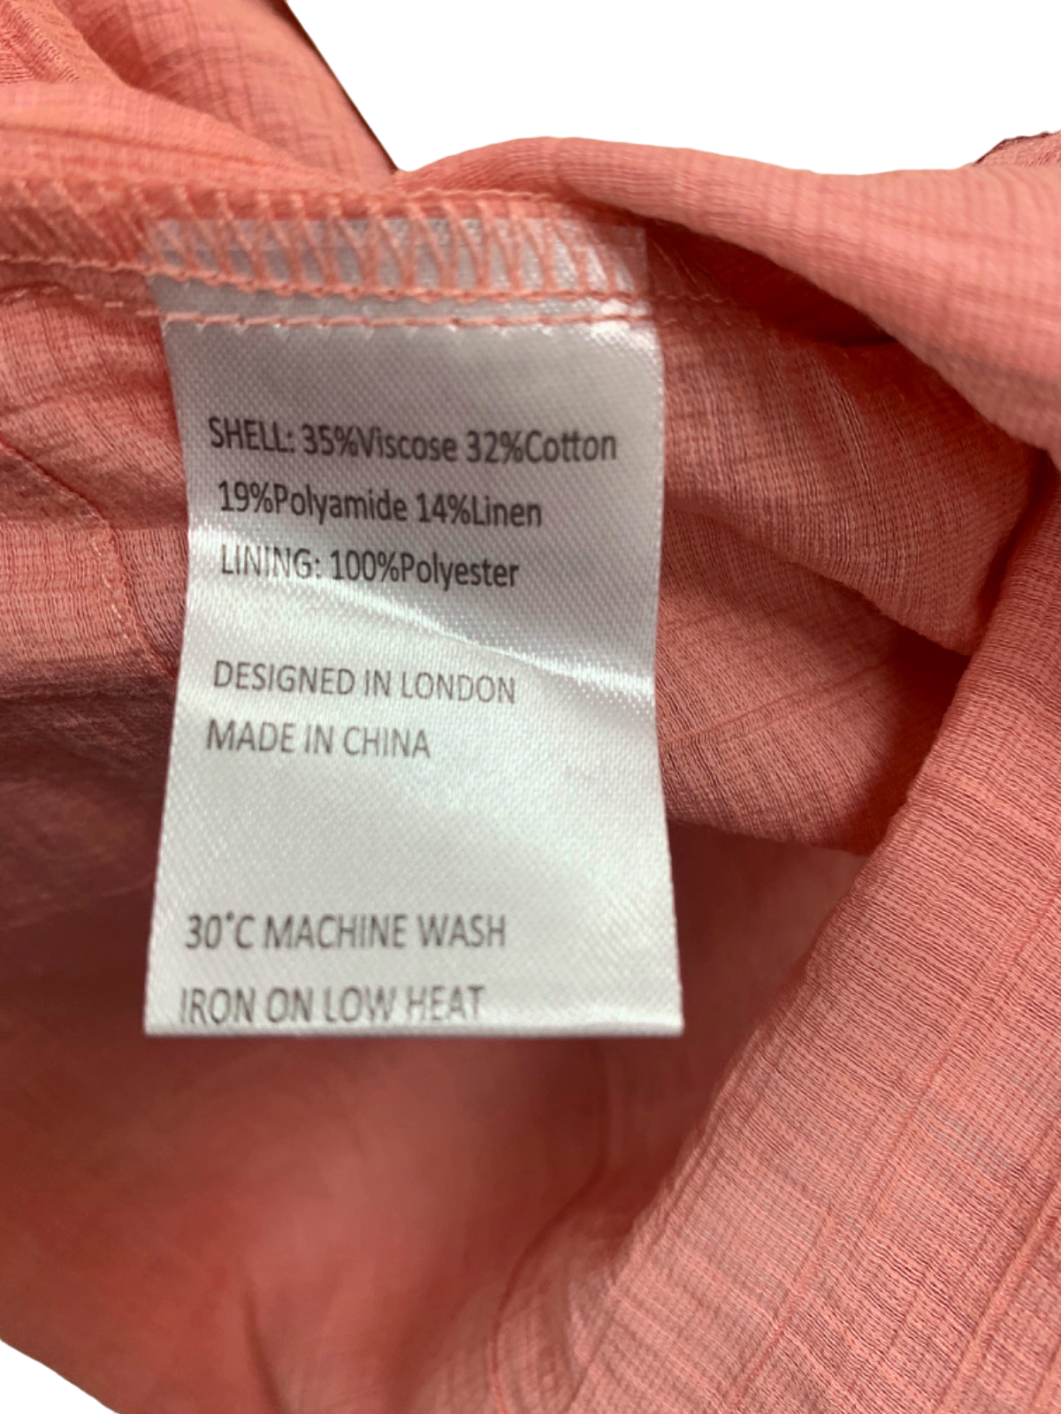 SHELL: 35%Viscose 32%Cotton
19%Polyamide 14%Linen
LINING: 100%Polyester
DESIGNED IN LONDON
MADE IN CHINA
30°C MACHINE WASH
IRON ON LOW HEAT